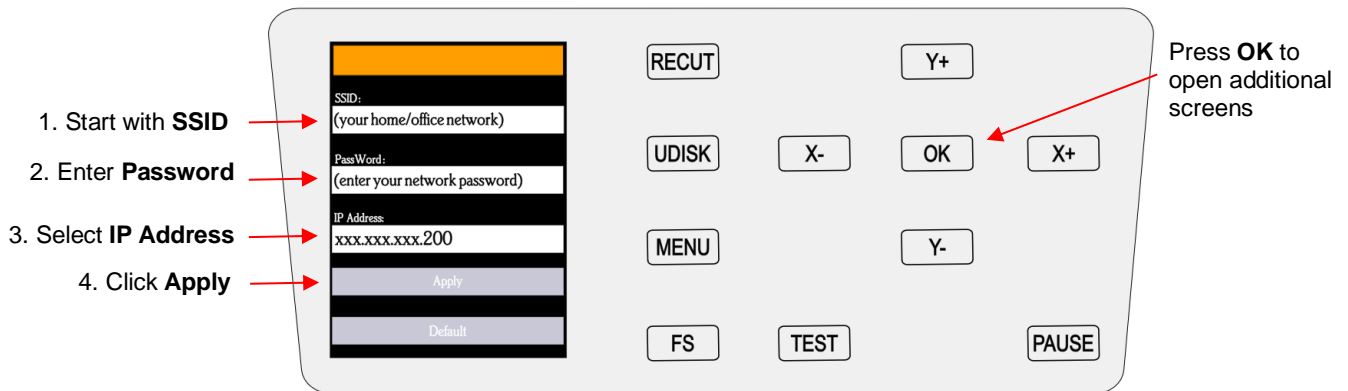 1. Start with SSID
2. Enter Password
3. Select IP Address
4. Click Apply
SSID:
(your home/office network)
PassWord:
(enter your network password)
IP Address:
xxx.xxx.xxx.200
Apply
Default
RECUT
Y+
UDISK
X-
OK
X+
MENU
Y-
FS
TEST
PAUSE
Press OK to
open additional
screens